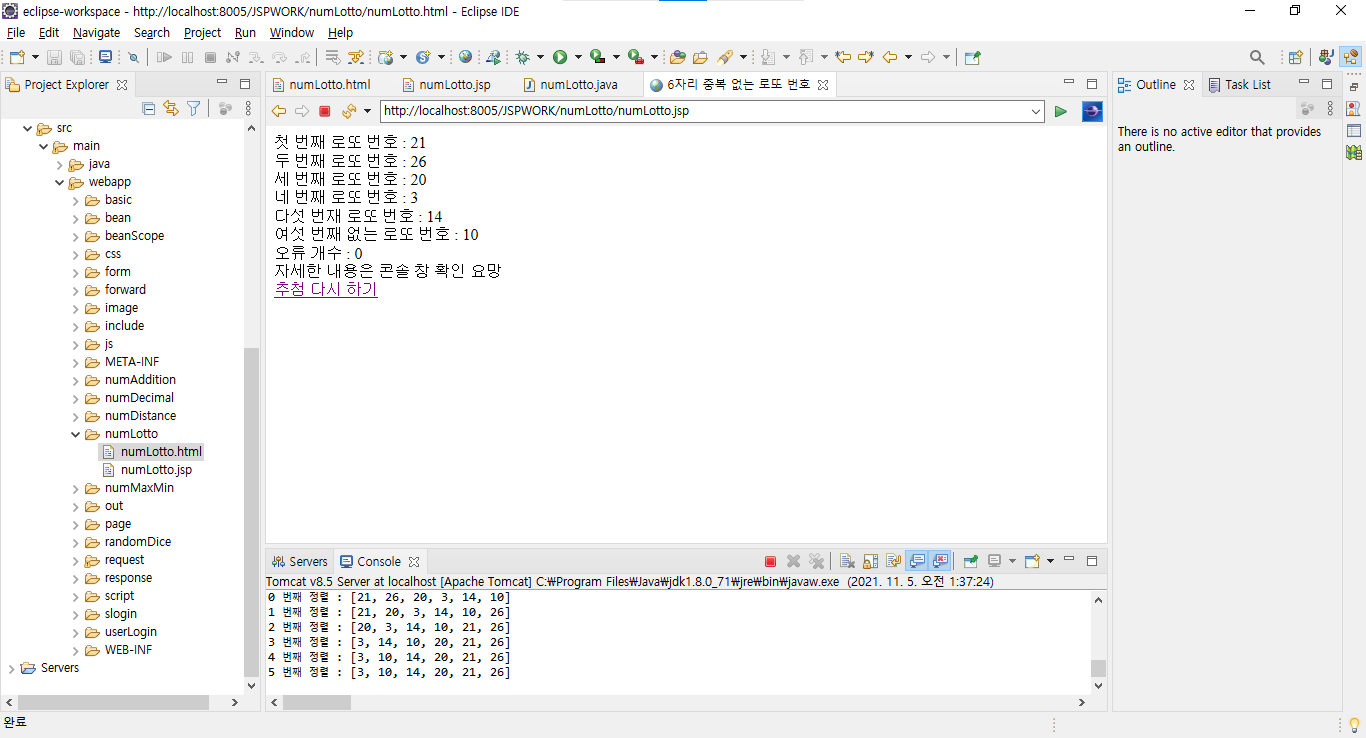 eclipse-workspace - http://localhost:8005/JSPWORK/numLotto/numLotto.html - Eclipse IDE
File Edit Navigate Search Project Run Window Help
Project Explorer
src
main
java
webapp
basic
bean
beanScope
css
form
forward
image
include
js
META-INF
numAddition
numDecimal
numDistance
numLotto
numLotto.html
numLotto.jsp
numMaxMin
out
page
randomDice
request
response
script
slogin
userLogin
WEB-INF
Servers
numLotto.html numLotto.jsp numLotto.java 6자리 중복 없는 로또 번호
http://localhost:8005/JSPWORK/numLotto/numLotto.jsp
첫 번째 로또 번호 : 21
두 번째 로또 번호 : 26
세 번째 로또 번호 : 20
네 번째 로또 번호 : 3
다섯 번재 로또 번호 : 14
여섯 번째 없는 로또 번호 : 10
오류 개수 : 0
자세한 내용은 콘솔 창 확인 요망
추첨 다시 하기
Servers Console
Tomcat v8.5 Server at localhost [Apache Tomcat] C:₩Program Files₩Java₩jdk1.8.0_71₩jre₩bin₩javaw.exe (2021. 11. 5. 오전 1:37:24)
0 번째 정렬 : [21, 26, 20, 3, 14, 10]
1 번째 정렬 : [21, 20, 3, 14, 10, 26]
2 번째 정렬 : [20, 3, 14, 10, 21, 26]
3 번째 정렬 : [3, 14, 10, 20, 21, 26]
4 번째 정렬 : [3, 10, 14, 20, 21, 26]
5 번째 정렬 : [3, 10, 14, 20, 21, 26]
Outline Task List
There is no active editor that provides
an outline.
완료